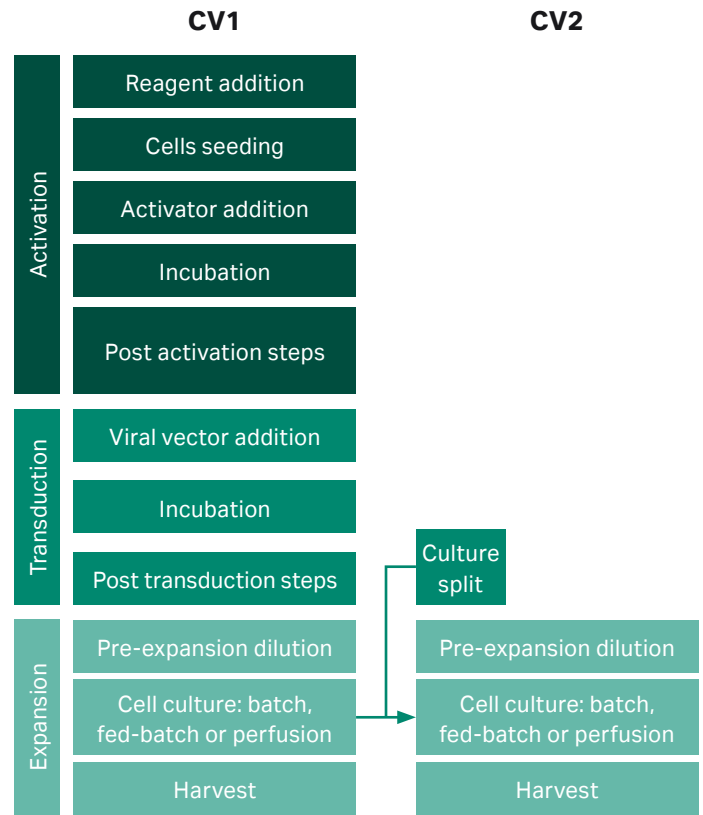 CV1
CV2
Activation
Reagent addition
Cells seeding
Activator addition
Incubation
Post activation steps
Transduction
Viral vector addition
Incubation
Post transduction steps
Culture
split
Expansion
Pre-expansion dilution
Pre-expansion dilution
Cell culture: batch,
fed-batch or perfusion
Cell culture: batch,
fed-batch or perfusion
Harvest
Harvest